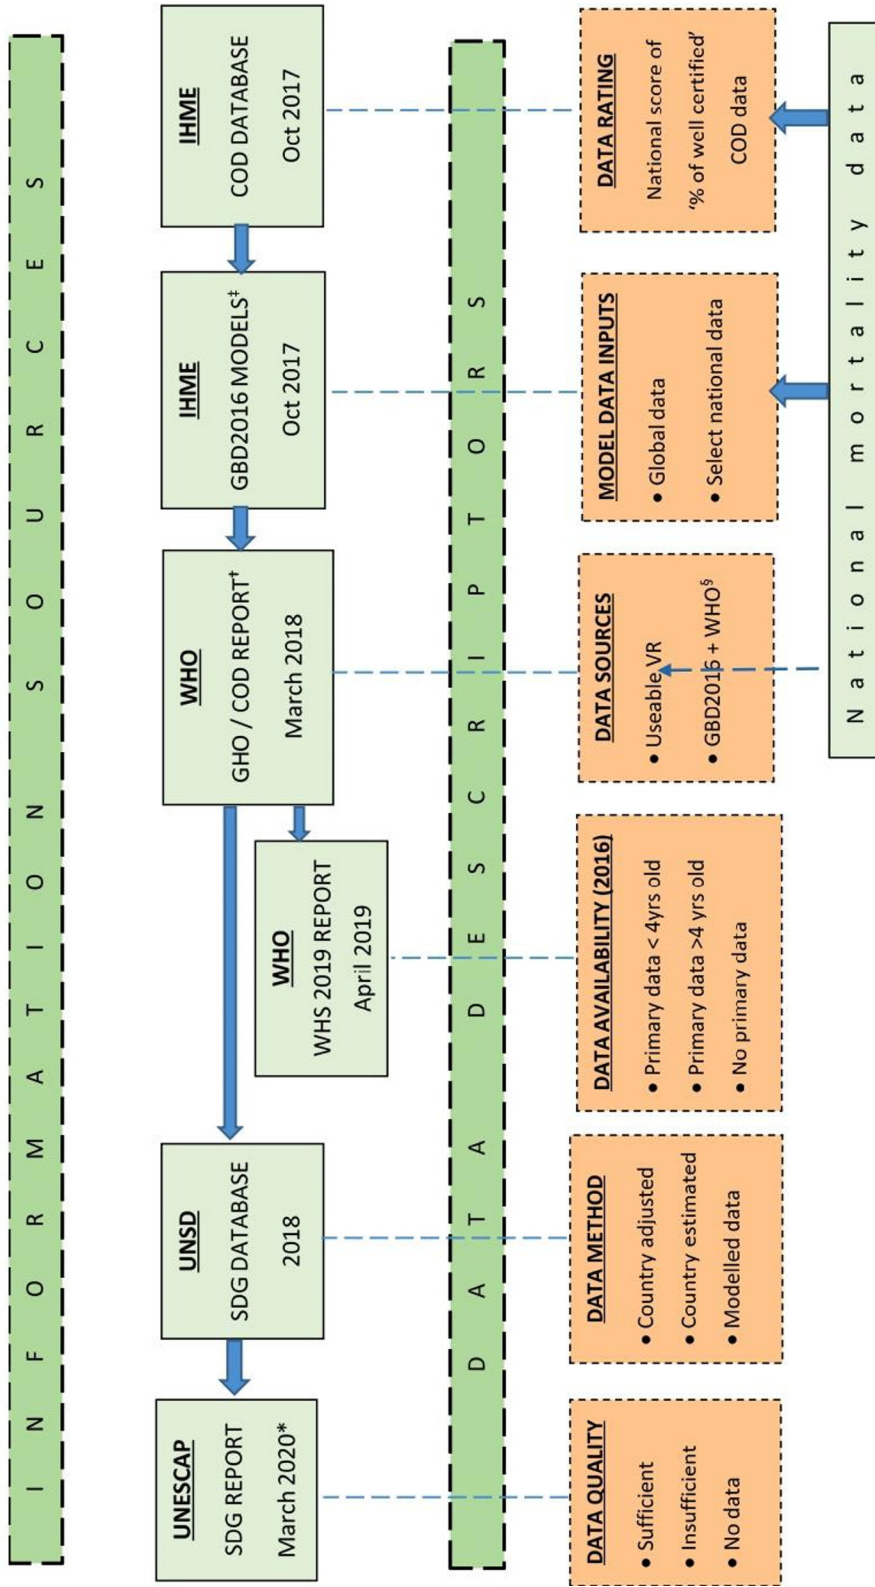 INFORMATION SOURCES
UNESCAP
SDG REPORT
March 2020*
UNSD
SDG DATABASE
2018
WHO
WHS 2019 REPORT
April 2019
WHO
GHO / COD REPORT†
March 2018
IHME
GBD2016 MODELS‡
Oct 2017
IHME
COD DATABASE
Oct 2017
DATA DESCRIPTORS
DATA QUALITY
• Sufficient
• Insufficient
• No data
DATA METHOD
• Country adjusted
• Country estimated
• Modelled data
DATA AVAILABILITY (2016)
• Primary data < 4yrs old
• Primary data >4 yrs old
• No primary data
DATA SOURCES
• Useable VR
• GBD2016 + WHO§
MODEL DATA INPUTS
• Global data
• Select national data
DATA RATING
National score of
‘% of well certified’
COD data
National mortality data